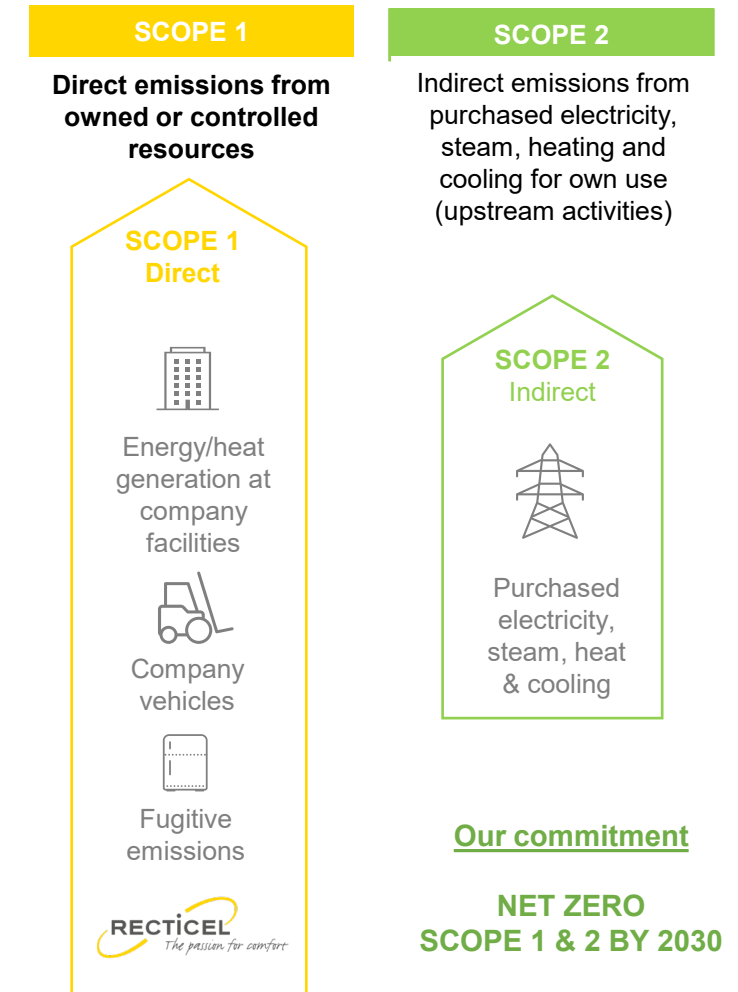 SCOPE 1
Direct emissions from
owned or controlled
resources
SCOPE 1
Direct
Energy/heat
generation at
company
facilities
Company
vehicles
Fugitive
emissions
RECTICEL
The passion for comfort
SCOPE 2
Indirect emissions from
purchased electricity,
steam, heating and
cooling for own use
(upstream activities)
SCOPE 2
Indirect
Purchased
electricity,
steam, heat
& cooling
Our commitment
NET ZERO
SCOPE 1 & 2 BY 2030